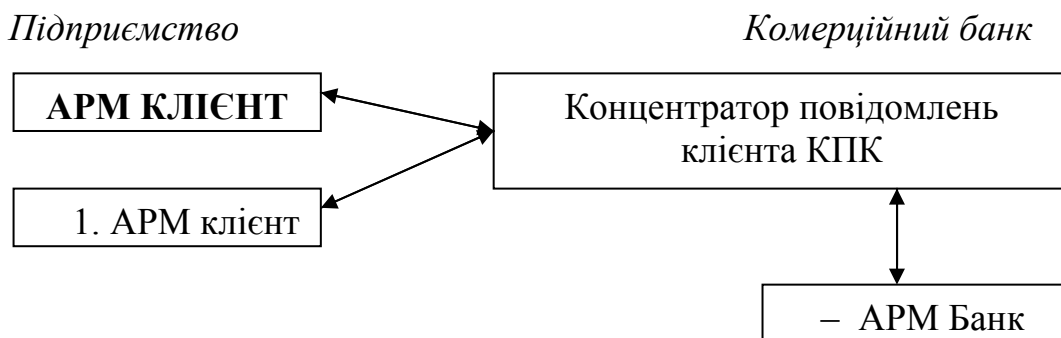 Підприємство
Комерційний банк
АРМ КЛІЄНТ
Концентратор повідомлень
клієнта КПК
1. АРМ клієнт
– АРМ Банк